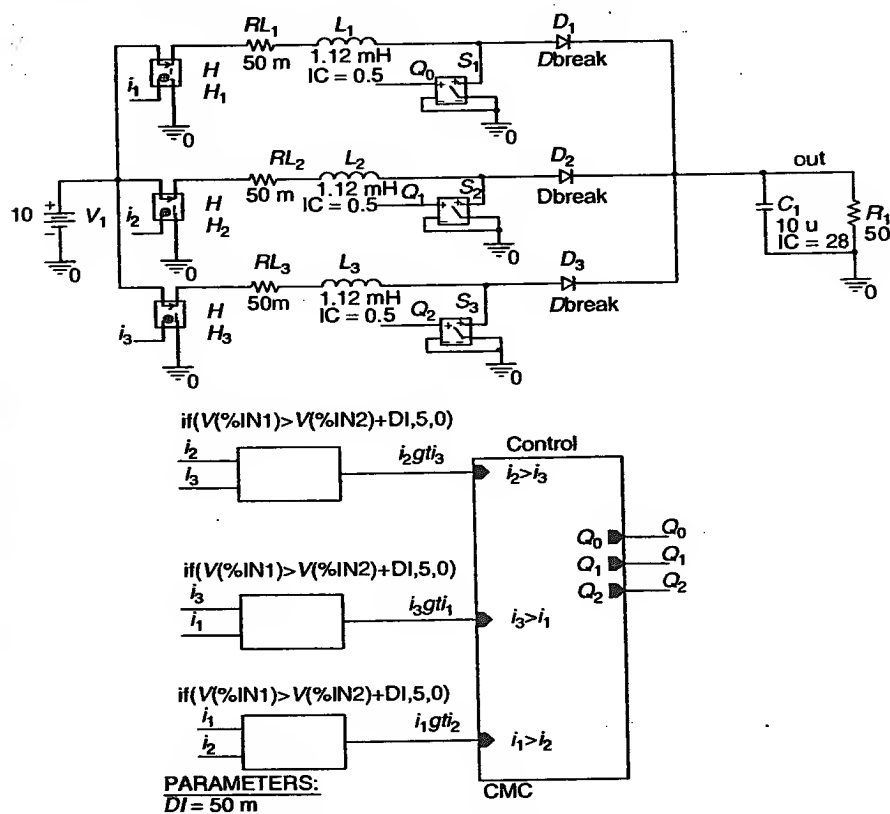 RL₁ L₁ D₁
50 m 1.12 mH IC = 0.5 Q₀ S₁ Dbreak
i₁ H H₁
0 0
RL₂ L₂ D₂ out
50 m 1.12 mH IC = 0.5 Q₁ S₂ Dbreak
10 + - V₁ i₂ H H₂
C₁ 10 u IC = 28 R₁ 50
0 0 0 0
RL₃ L₃ D₃
50m 1.12 mH IC = 0.5 Q₂ S₃ Dbreak
i₃ H H₃
0 0
if(V(%IN1)>V(%IN2)+DI,5,0)
Control
i₂
I₃
i₂gti₃
i₂>i₃
Q₀ Q₀
Q₁ Q₁
Q₂ Q₂
if(V(%IN1)>V(%IN2)+DI,5,0)
i₃
i₁
i₃gti₁
i₃>i₁
if(V(%IN1)>V(%IN2)+DI,5,0)
i₁
i₂
i₁gti₂
i₁>i₂
PARAMETERS:
DI = 50 m
CMC